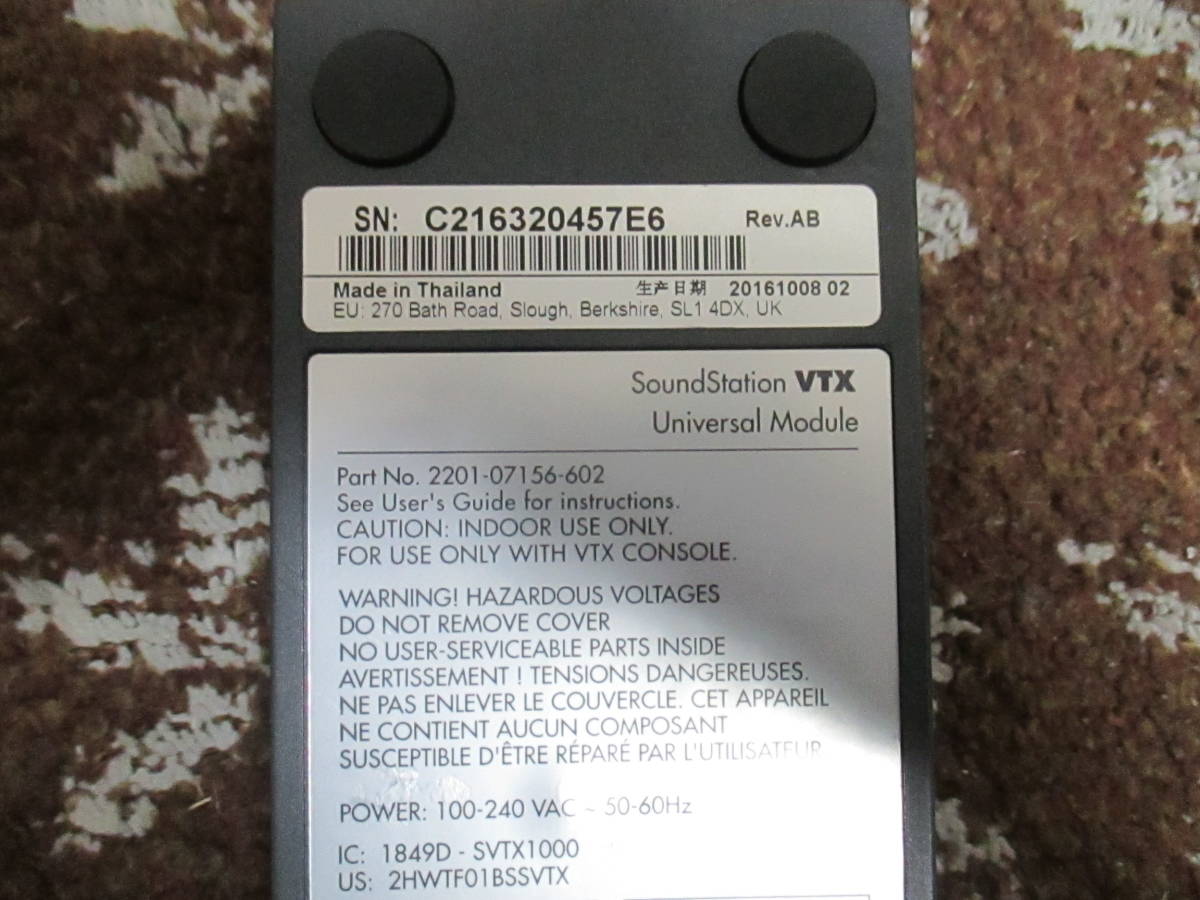 SN: C216320457E6 Rev.AB
Made in Thailand 生产日期 20161008 02
EU: 270 Bath Road, Slough, Berkshire, SL1 4DX, UK
SoundStation VTX
Universal Module
Part No. 2201-07156-602
See User's Guide for instructions.
CAUTION: INDOOR USE ONLY.
FOR USE ONLY WITH VTX CONSOLE.
WARNING! HAZARDOUS VOLTAGES
DO NOT REMOVE COVER
NO USER-SERVICEABLE PARTS INSIDE
AVERTISSEMENT ! TENSIONS DANGEREUSES.
NE PAS ENLEVER LE COUVERCLE. CET APPAREIL
NE CONTIENT AUCUN COMPOSANT
SUSCEPTIBLE D'ÊTRE RÉPARÉ PAR L'UTILISATEUR
POWER: 100-240 VAC ~ 50-60Hz
IC: 1849D - SVTX1000
US: 2HWTF01BSSVTX